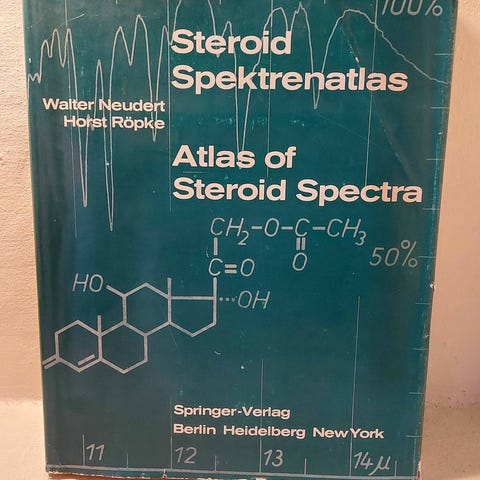 100%
Steroid
Spektrenatlas
Walter Neudert
Horst Röpke
Atlas of
Steroid Spectra
CH2-O-C-CH3
O
50%
C=O
HO
OH
Springer-Verlag
Berlin Heidelberg New York
11 12 13 14μ